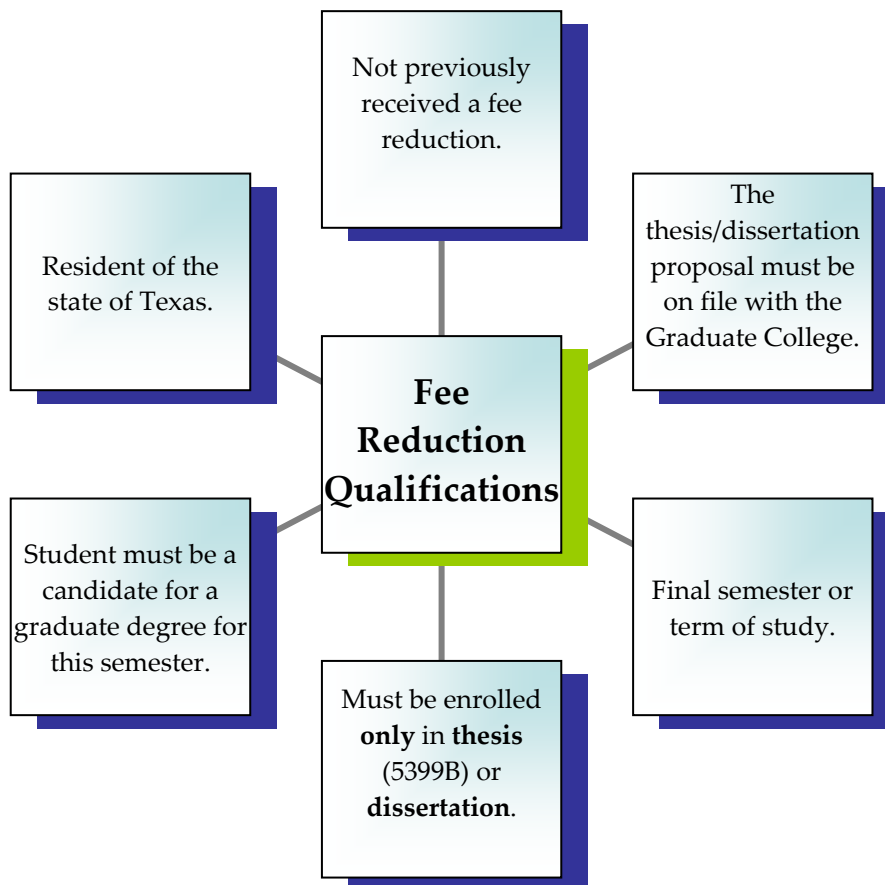 Not previously
received a fee
reduction.
Resident of the
state of Texas.
The
thesis/dissertation
proposal must be
on file with the
Graduate College.
Fee
Reduction
Qualifications
Student must be a
candidate for a
graduate degree for
this semester.
Final semester or
term of study.
Must be enrolled
only in thesis
(5399B) or
dissertation.